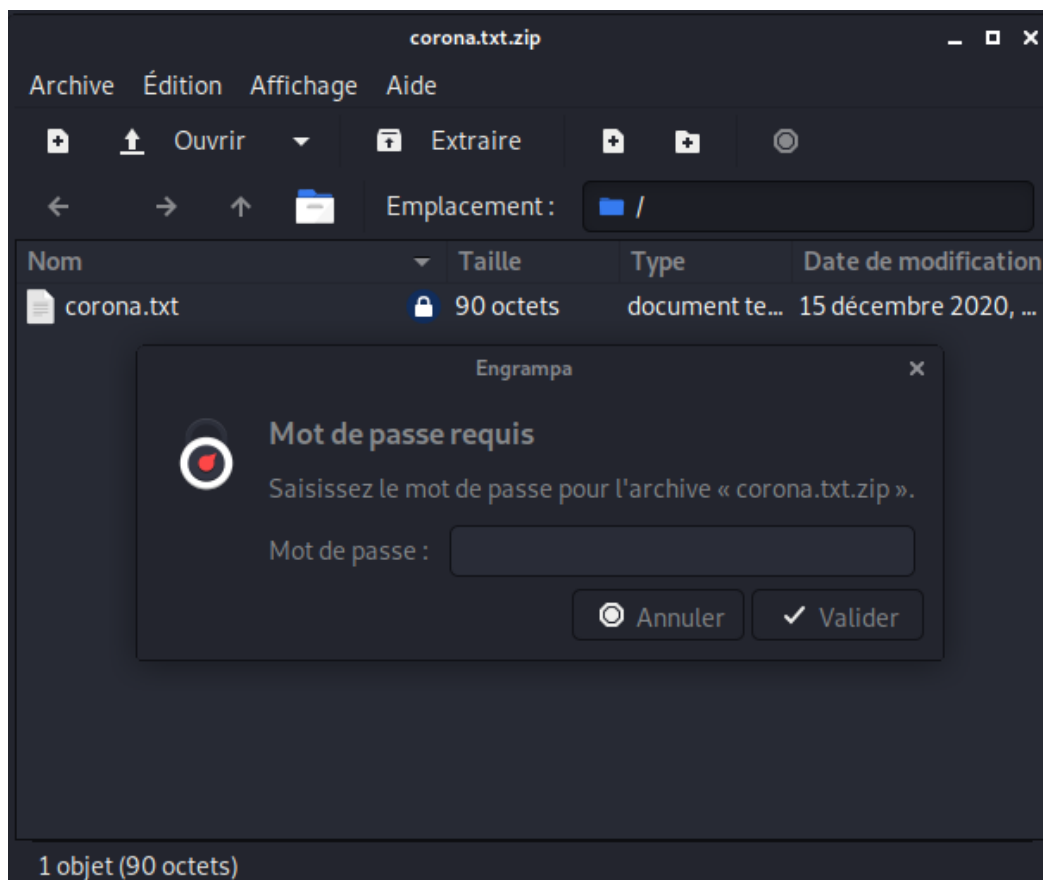 corona.txt.zip
Archive Édition Affichage Aide
Ouvrir Extraire
Emplacement : /
Nom Taille Type Date de modification
corona.txt 90 octets document te... 15 décembre 2020, ...
Engrampa
Mot de passe requis
Saisissez le mot de passe pour l'archive « corona.txt.zip ».
Mot de passe :
Annuler Valider
1 objet (90 octets)